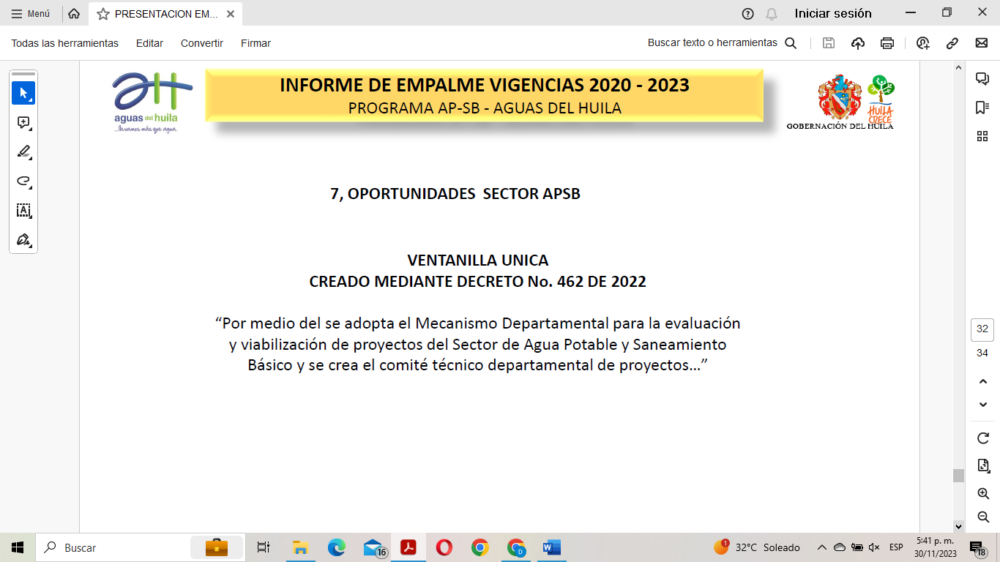 Menú
PRESENTACION EM...
Iniciar sesión
Todas las herramientas
Editar
Convertir
Firmar
Buscar texto o herramientas
aguas del huila
...llevamos más que agua.
INFORME DE EMPALME VIGENCIAS 2020 - 2023
PROGRAMA AP-SB - AGUAS DEL HUILA
HUILA
CRECE
GOBERNACIÓN DEL HUILA
7, OPORTUNIDADES SECTOR APSB
VENTANILLA UNICA
CREADO MEDIANTE DECRETO No. 462 DE 2022
“Por medio del se adopta el Mecanismo Departamental para la evaluación
y viabilización de proyectos del Sector de Agua Potable y Saneamiento
Básico y se crea el comité técnico departamental de proyectos...”
32
34
Buscar
16
D
1
32°C Soleado
ESP
5:41 p. m.
30/11/2023
18